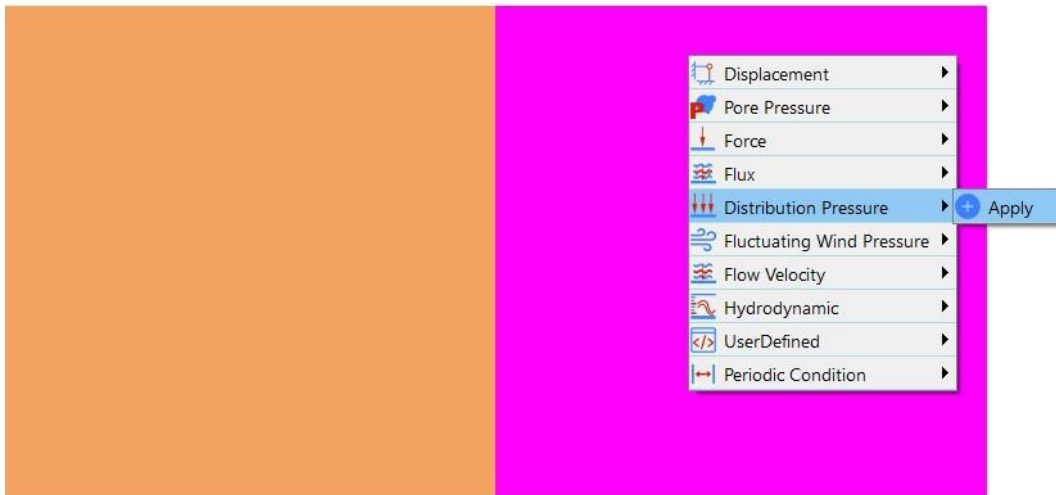 Displacement
Pore Pressure
Force
Flux
Distribution Pressure
Apply
Fluctuating Wind Pressure
Flow Velocity
Hydrodynamic
UserDefined
Periodic Condition